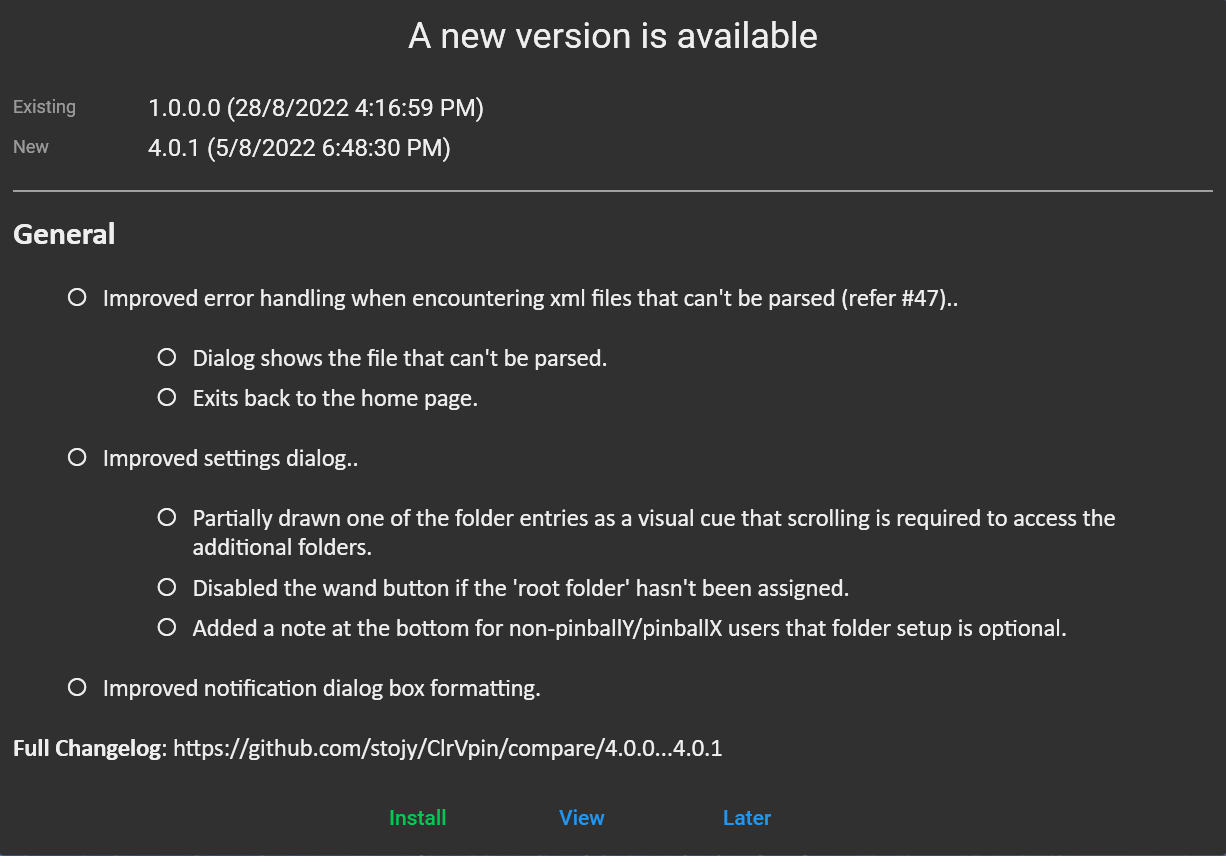 A new version is available
Existing 1.0.0.0 (28/8/2022 4:16:59 PM)
New 4.0.1 (5/8/2022 6:48:30 PM)
General
Improved error handling when encountering xml files that can't be parsed (refer #47)..
Dialog shows the file that can't be parsed.
Exits back to the home page.
Improved settings dialog..
Partially drawn one of the folder entries as a visual cue that scrolling is required to access the
additional folders.
Disabled the wand button if the 'root folder' hasn't been assigned.
Added a note at the bottom for non-pinballY/pinballX users that folder setup is optional.
Improved notification dialog box formatting.
Full Changelog: https://github.com/stojy/ClrVpin/compare/4.0.0...4.0.1
Install View Later